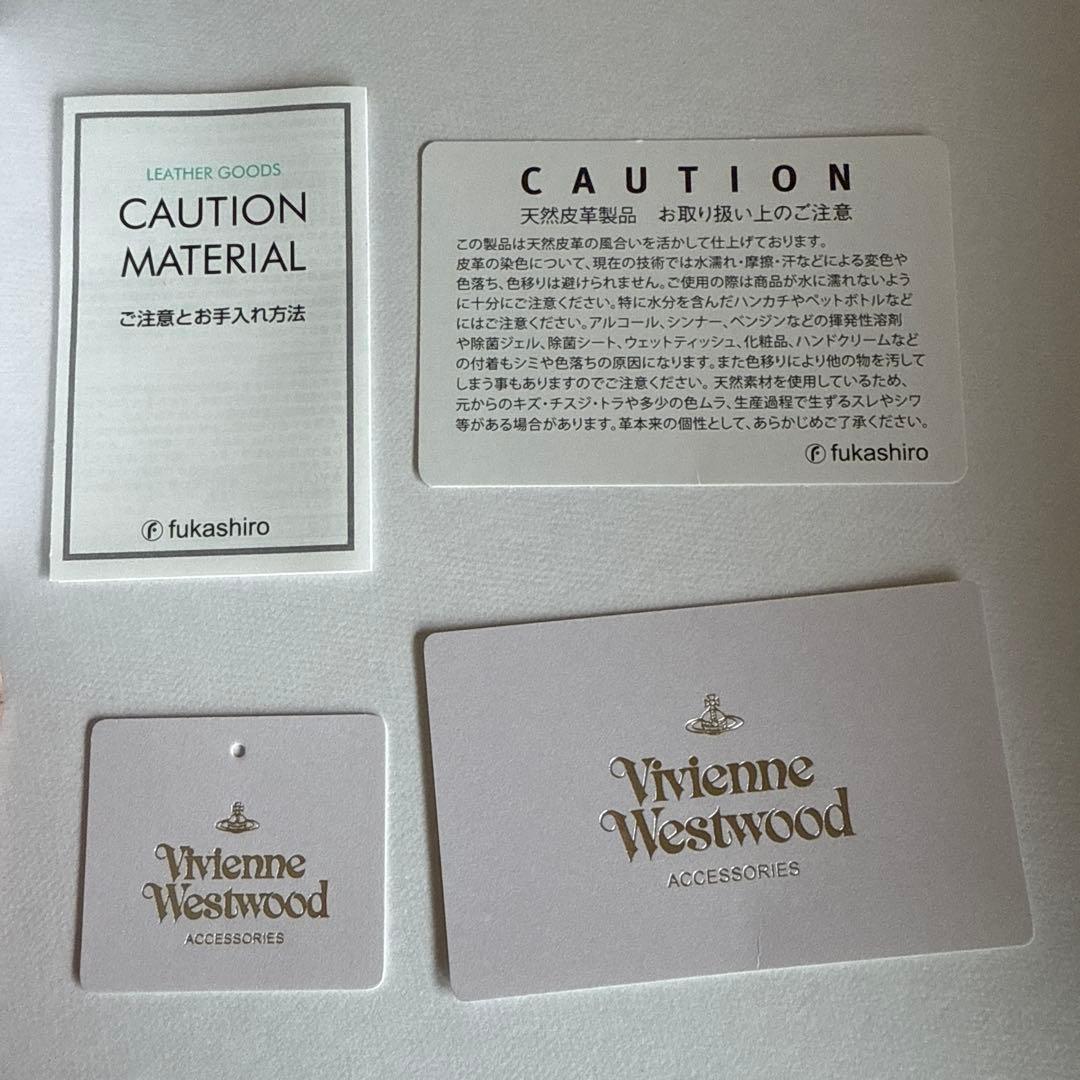 LEATHER GOODS
CAUTION
MATERIAL
ご注意とお手入れ方法
fukashiro
CAUTION
天然皮革製品 お取り扱い上のご注意
この製品は天然皮革の風合いを活かして仕上げております。
皮革の染色について、現在の技術では水濡れ・摩擦・汗などによる変色や
色落ち、色移りは避けられません。ご使用の際は商品が水に濡れないよう
に十分にご注意ください。特に水分を含んだハンカチやペットボトルなど
にはご注意ください。アルコール、シンナー、ベンジンなどの揮発性溶剤
や除菌ジェル、除菌シート、ウェットティッシュ、化粧品、ハンドクリームなど
の付着もシミや色落ちの原因になります。また色移りにより他の物を汚して
しまう事もありますのでご注意ください。天然素材を使用しているため、
元からのキズ・チスジ・トラや多少の色ムラ、生産過程で生ずるスレやシワ
等がある場合があります。革本来の個性として、あらかじめご了承ください。
fukashiro
Vivienne
Westwood
ACCESSORIES
Vivienne
Westwood
ACCESSORIES